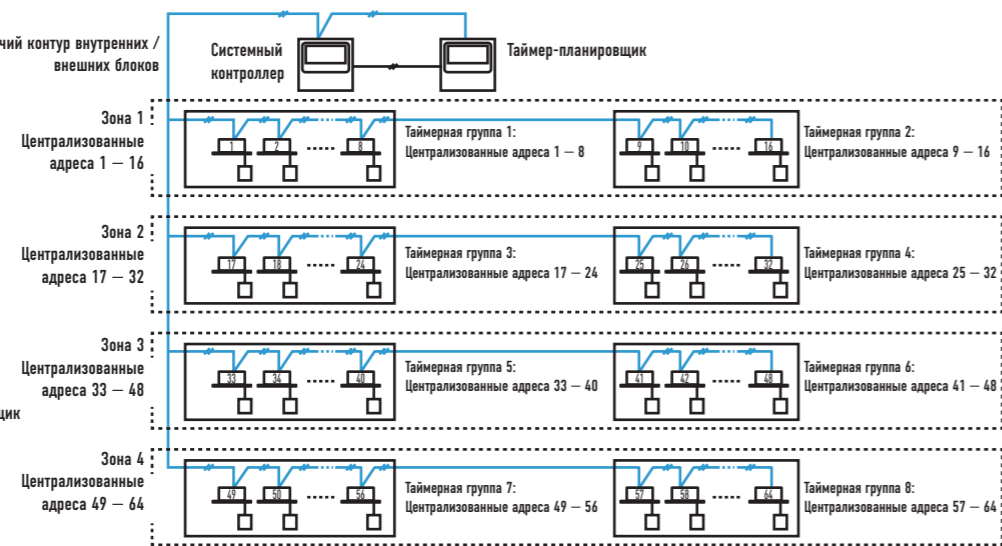 чий контур внутренних /
внешних блоков
Системный
контроллер
Таймер-планировщик
Зона 1
Централизованные
адреса 1 — 16
1 2 8
Таймерная группа 1:
Централизованные адреса 1 — 8
9 10 16
Таймерная группа 2:
Централизованные адреса 9 — 16
Зона 2
Централизованные
адреса 17 — 32
17 18 24
Таймерная группа 3:
Централизованные адреса 17 — 24
25 26 32
Таймерная группа 4:
Централизованные адреса 25 — 32
Зона 3
Централизованные
адреса 33 — 48
щик
33 34 40
Таймерная группа 5:
Централизованные адреса 33 — 40
41 42 48
Таймерная группа 6:
Централизованные адреса 41 — 48
Зона 4
Централизованные
адреса 49 — 64
49 50 56
Таймерная группа 7:
Централизованные адреса 49 — 56
57 58 64
Таймерная группа 8:
Централизованные адреса 57 — 64